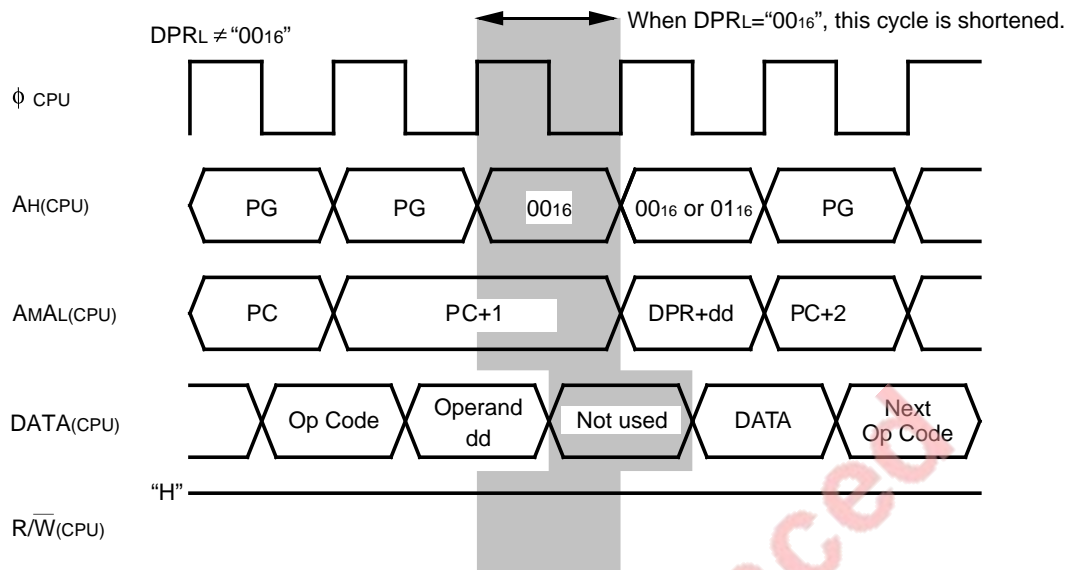 When DPRL=“0016”, this cycle is shortened.
DPRL ≠ “0016”
ϕ CPU
AH(CPU) PG PG 0016 0016 or 0116 PG
AMAL(CPU) PC PC+1 DPR+dd PC+2
DATA(CPU) Op Code Operand dd Not used DATA Next Op Code
“H”
R/W̅(CPU)